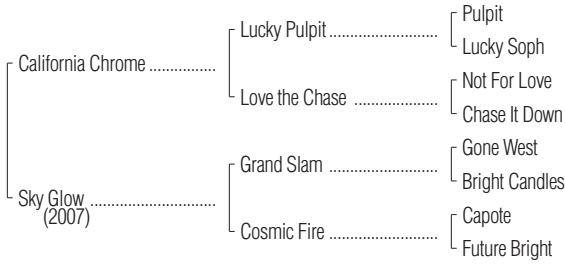 Pulpit
Lucky Pulpit
Lucky Soph
California Chrome
Not For Love
Love the Chase
Chase It Down
Gone West
Grand Slam
Bright Candles
Sky Glow
(2007)
Capote
Cosmic Fire
Future Bright